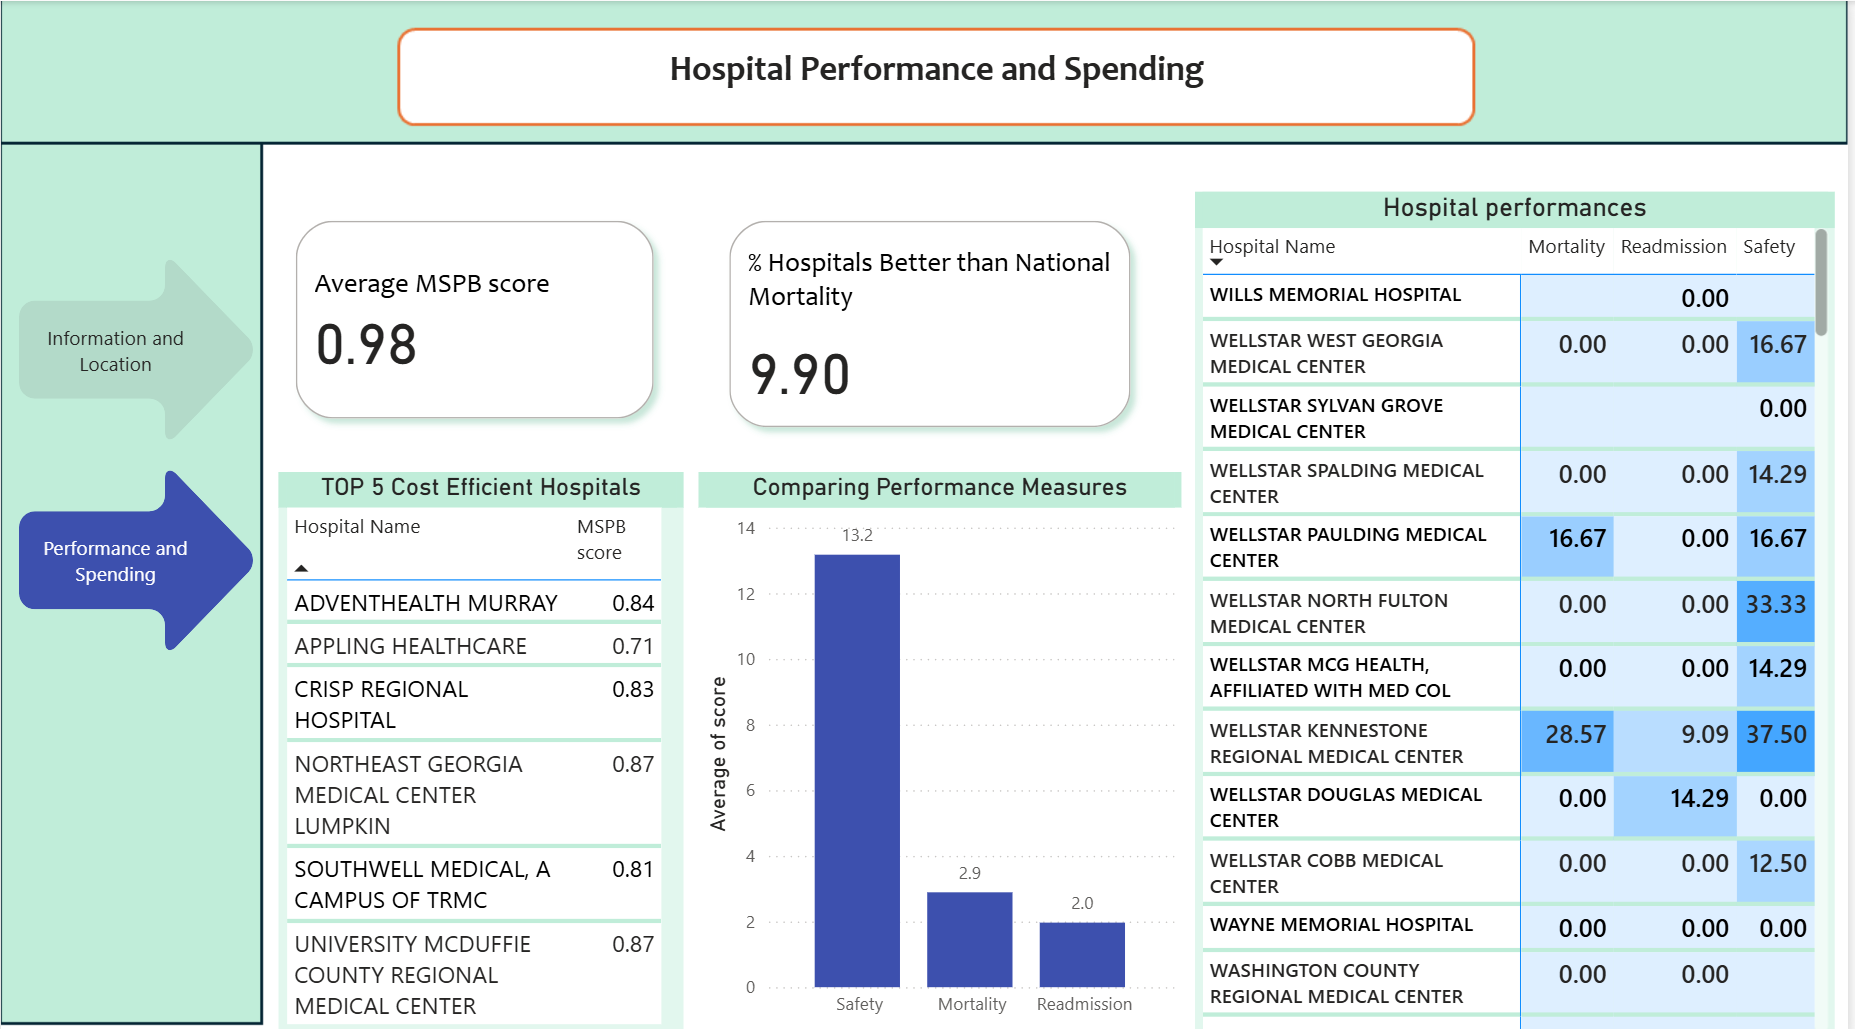 Hospital Performance and Spending
Information and
Location
Performance and
Spending
Average MSPB score
0.98
% Hospitals Better than National
Mortality
9.90
TOP 5 Cost Efficient Hospitals
Hospital Name MSPB
score
ADVENTHEALTH MURRAY 0.84
APPLING HEALTHCARE 0.71
CRISP REGIONAL 0.83
HOSPITAL
NORTHEAST GEORGIA 0.87
MEDICAL CENTER
LUMPKIN
SOUTHWELL MEDICAL, A 0.81
CAMPUS OF TRMC
UNIVERSITY MCDUFFIE 0.87
COUNTY REGIONAL
MEDICAL CENTER
Comparing Performance Measures
Average of score
14
12
10
8
6
4
2
0
13.2
2.9
2.0
Safety Mortality Readmission
Hospital performances
Hospital Name Mortality Readmission Safety
WILLS MEMORIAL HOSPITAL 0.00
WELLSTAR WEST GEORGIA 0.00 0.00 16.67
MEDICAL CENTER
WELLSTAR SYLVAN GROVE 0.00
MEDICAL CENTER
WELLSTAR SPALDING MEDICAL 0.00 0.00 14.29
CENTER
WELLSTAR PAULDING MEDICAL 16.67 0.00 16.67
CENTER
WELLSTAR NORTH FULTON 0.00 0.00 33.33
MEDICAL CENTER
WELLSTAR MCG HEALTH, 0.00 0.00 14.29
AFFILIATED WITH MED COL
WELLSTAR KENNESTONE 28.57 9.09 37.50
REGIONAL MEDICAL CENTER
WELLSTAR DOUGLAS MEDICAL 0.00 14.29 0.00
CENTER
WELLSTAR COBB MEDICAL 0.00 0.00 12.50
CENTER
WAYNE MEMORIAL HOSPITAL 0.00 0.00 0.00
WASHINGTON COUNTY 0.00 0.00
REGIONAL MEDICAL CENTER